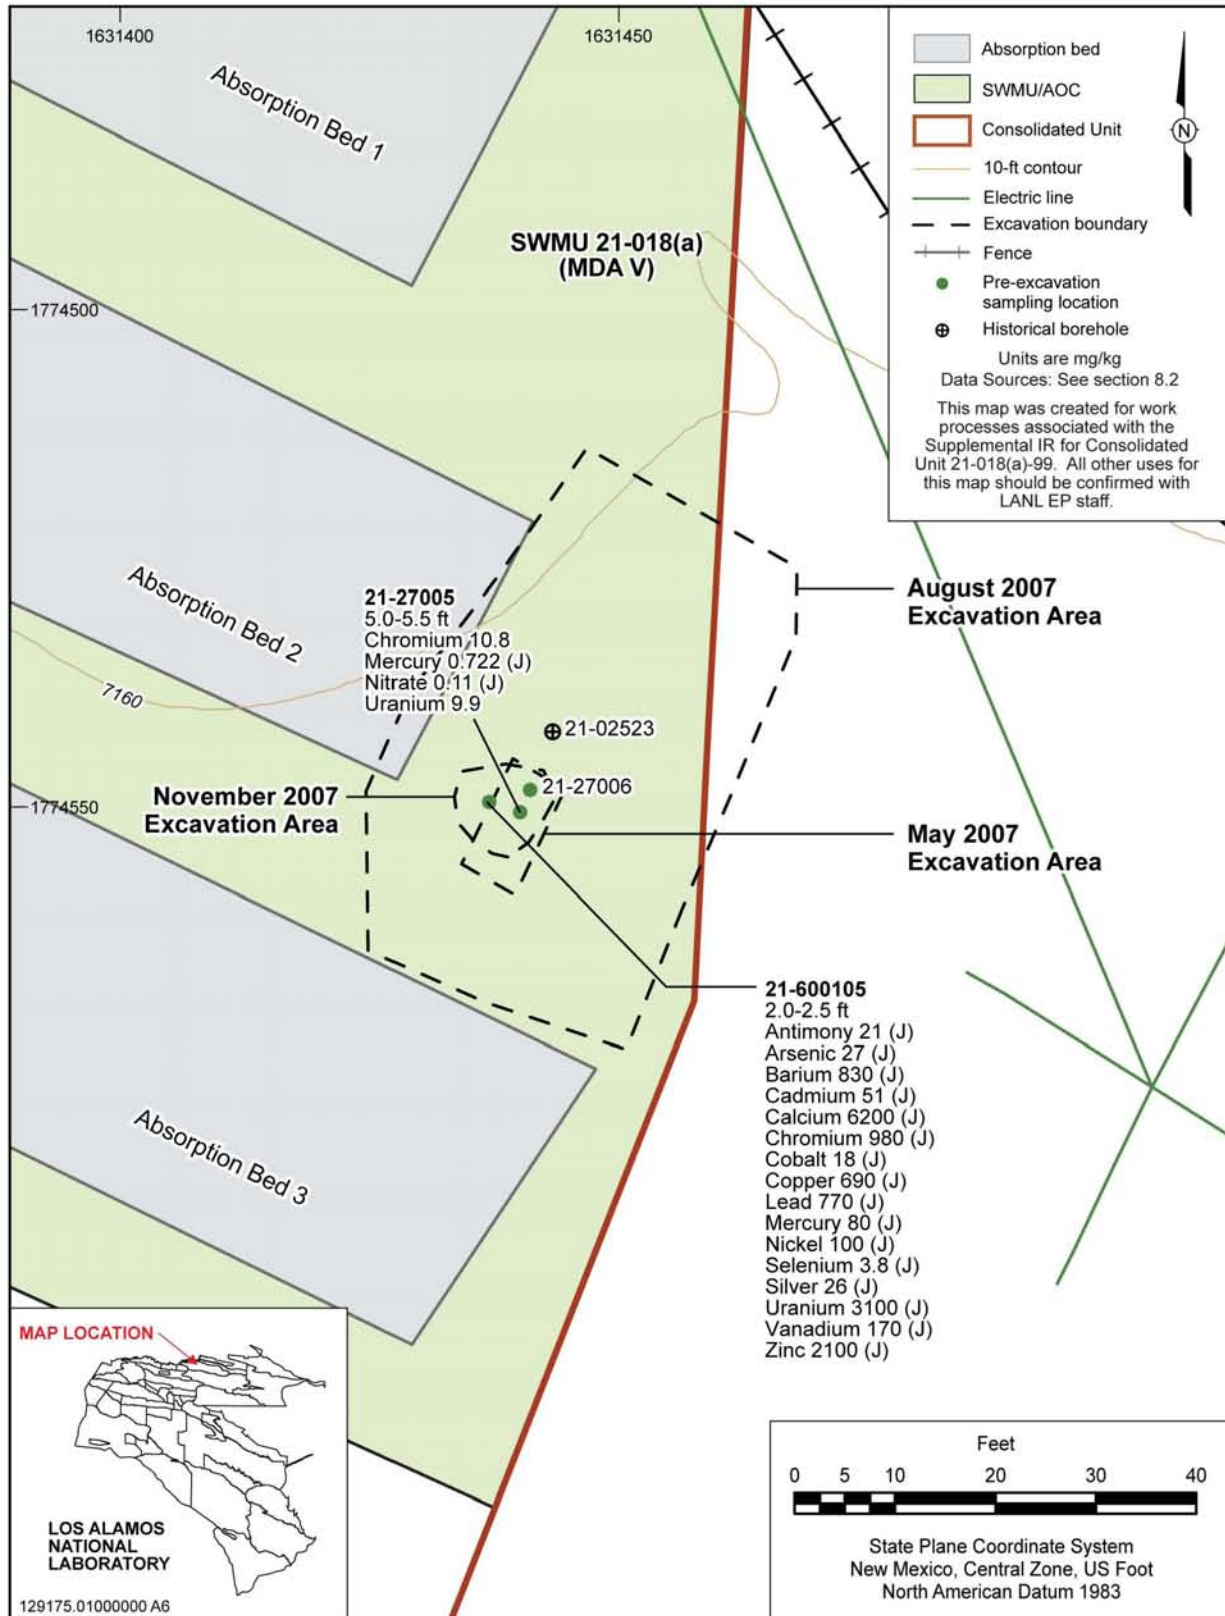 1631400
1631450
Absorption Bed 1
SWMU 21-018(a)
(MDA V)
1774500
Absorption bed
SWMU/AOC
Consolidated Unit
10-ft contour
Electric line
Excavation boundary
Fence
Pre-excavation
sampling location
Historical borehole
N
Units are mg/kg
Data Sources: See section 8.2
This map was created for work
processes associated with the
Supplemental IR for Consolidated
Unit 21-018(a)-99. All other uses for
this map should be confirmed with
LANL EP staff.
Absorption Bed 2
7160
21-27005
5.0-5.5 ft
Chromium 10.8
Mercury 0.722 (J)
Nitrate 0.11 (J)
Uranium 9.9
August 2007
Excavation Area
21-02523
21-27006
1774550
November 2007
Excavation Area
May 2007
Excavation Area
21-600105
2.0-2.5 ft
Antimony 21 (J)
Arsenic 27 (J)
Barium 830 (J)
Cadmium 51 (J)
Calcium 6200 (J)
Chromium 980 (J)
Cobalt 18 (J)
Copper 690 (J)
Lead 770 (J)
Mercury 80 (J)
Nickel 100 (J)
Selenium 3.8 (J)
Silver 26 (J)
Uranium 3100 (J)
Vanadium 170 (J)
Zinc 2100 (J)
Absorption Bed 3
MAP LOCATION
LOS ALAMOS
NATIONAL
LABORATORY
129175.01000000 A6
Feet
0 5 10 20 30 40
State Plane Coordinate System
New Mexico, Central Zone, US Foot
North American Datum 1983